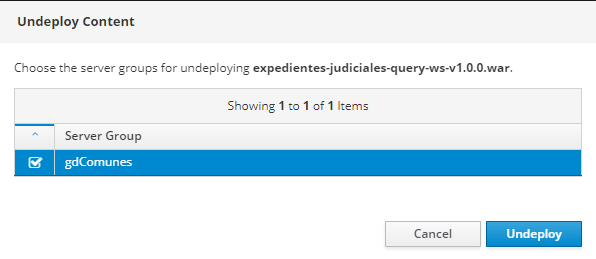 Undeploy Content
Choose the server groups for undeploying expedientes-judiciales-query-ws-v1.0.0.war.
Showing 1 to 1 of 1 Items
Server Group
gdComunes
Cancel Undeploy